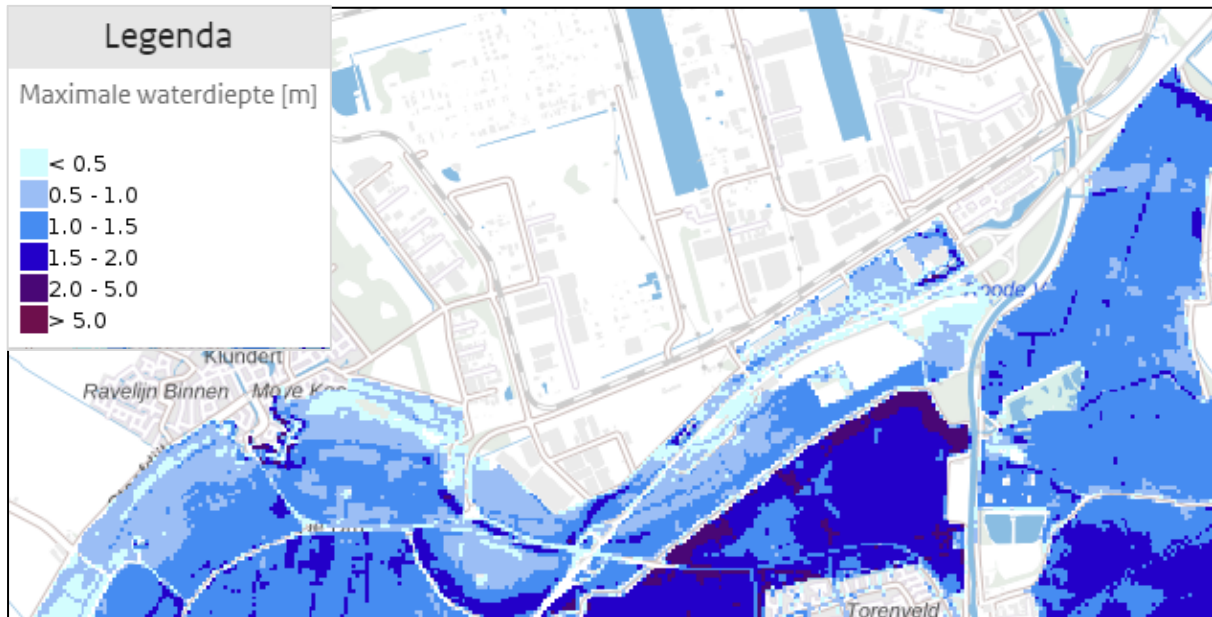 Legenda
Maximale waterdiepte [m]
< 0.5
0.5 - 1.0
1.0 - 1.5
1.5 - 2.0
2.0 - 5.0
> 5.0
Klundert
Ravelijn Binnen
Torenveld